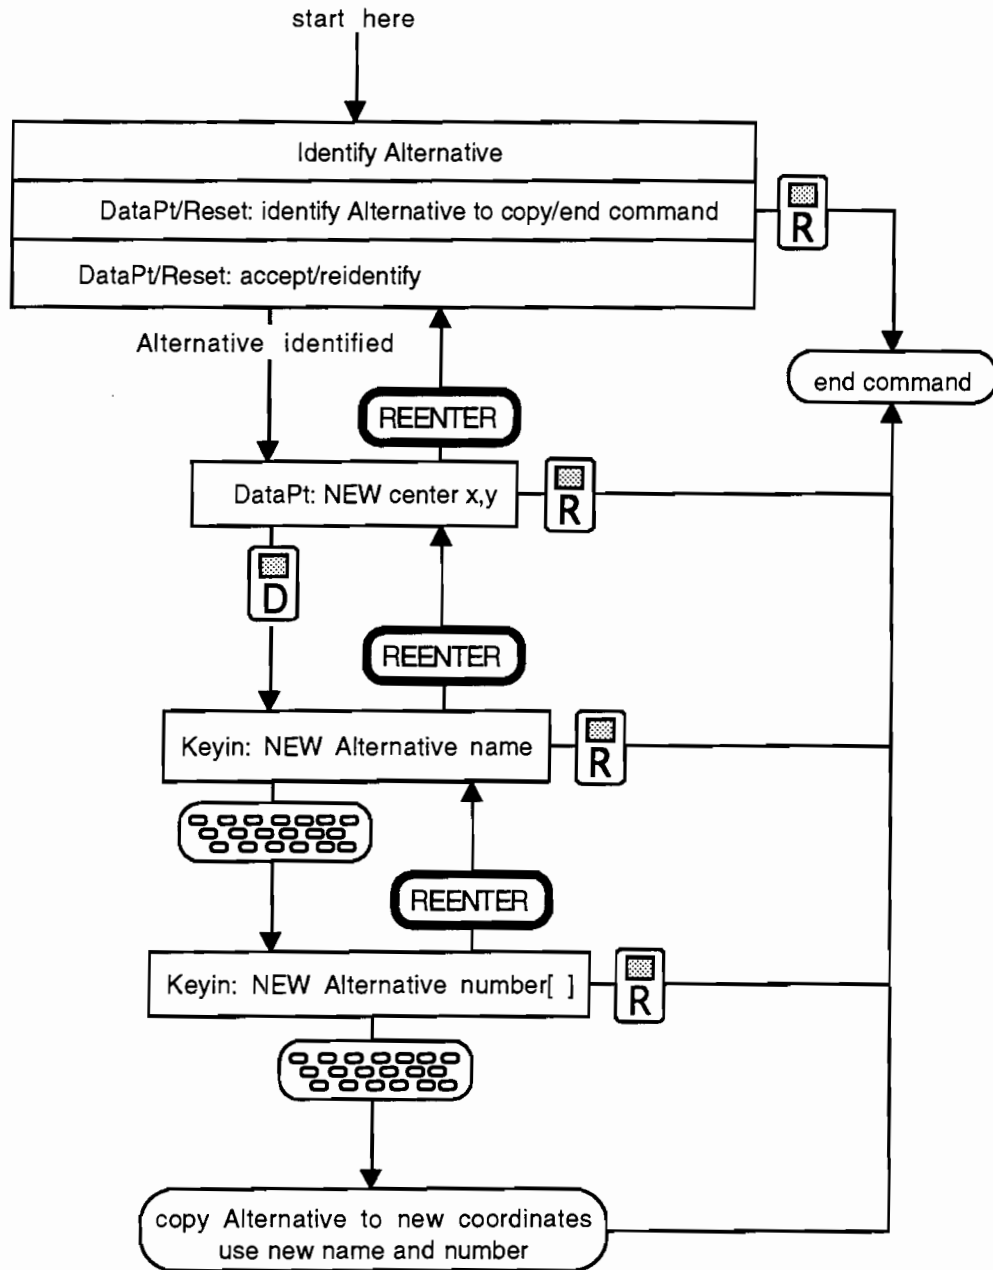 start here
Identify Alternative
DataPt/Reset: identify Alternative to copy/end command
R
DataPt/Reset: accept/reidentify
Alternative identified
end command
REENTER
DataPt: NEW center x,y
R
D
REENTER
Keyin: NEW Alternative name
R
REENTER
Keyin: NEW Alternative number[ ]
R
copy Alternative to new coordinates
use new name and number